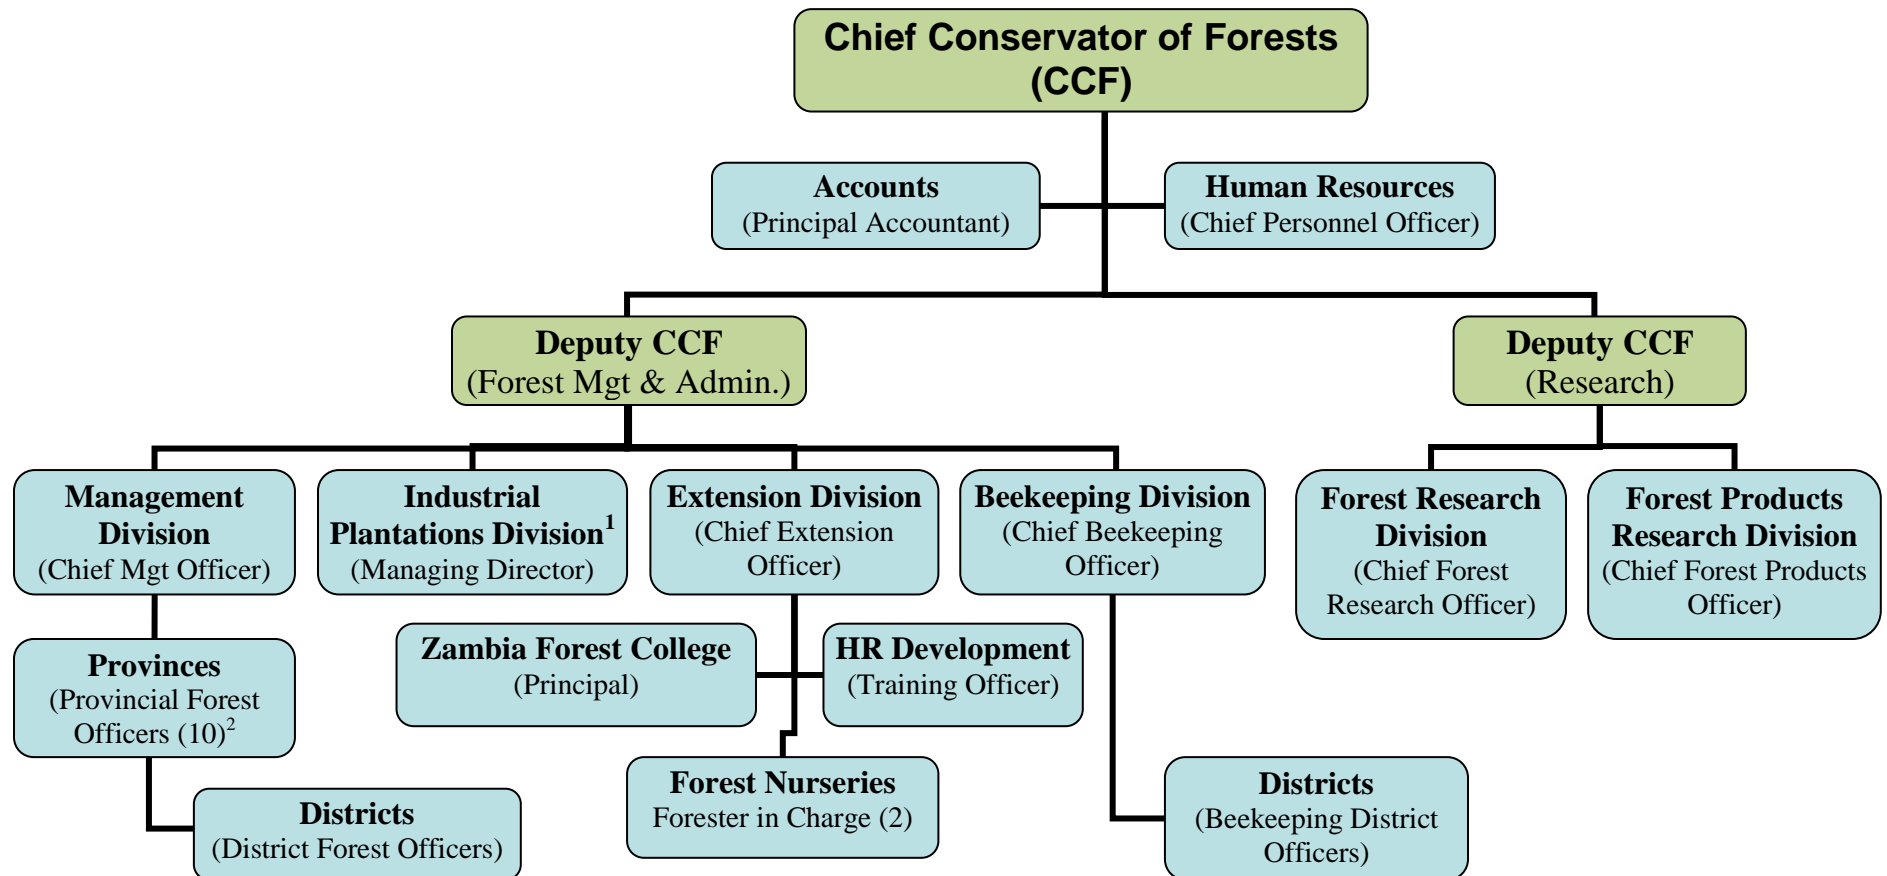 Chief Conservator of Forests
(CCF)
Accounts
(Principal Accountant)
Human Resources
(Chief Personnel Officer)
Deputy CCF
(Forest Mgt & Admin.)
Deputy CCF
(Research)
Management
Division
(Chief Mgt Officer)
Industrial
Plantations Division¹
(Managing Director)
Extension Division
(Chief Extension
Officer)
Beekeeping Division
(Chief Beekeeping
Officer)
Forest Research
Division
(Chief Forest
Research Officer)
Forest Products
Research Division
(Chief Forest Products
Officer)
Zambia Forest College
(Principal)
HR Development
(Training Officer)
Provinces
(Provincial Forest
Officers (10)²
Forest Nurseries
Forester in Charge (2)
Districts
(Beekeeping District
Officers)
Districts
(District Forest Officers)